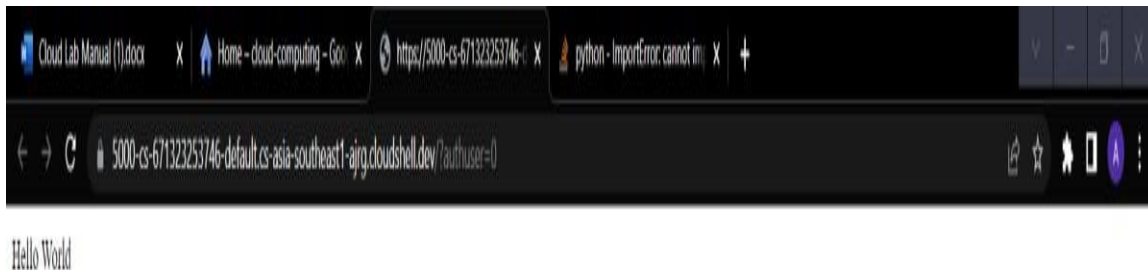 Cloud Lab Manual (1).docx
Home – cloud-computing – Goo
https://5000-cs-671323253746-d
python - ImportError: cannot im
5000-cs-671323253746-default.cs-asia-southeast1-ajrg.cloudshell.dev/?authuser=0
A
Hello World